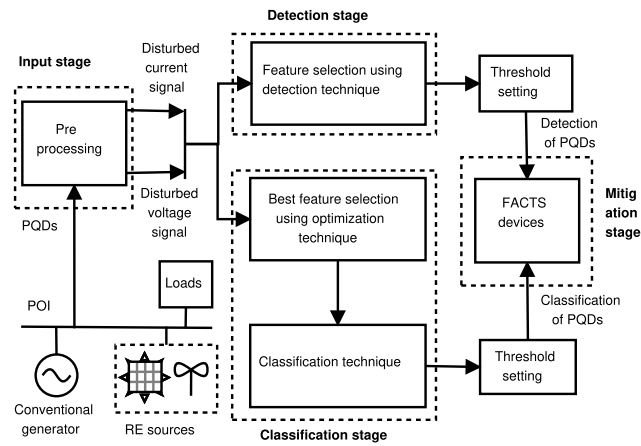 Detection stage
Input stage
Disturbed
current
signal
Pre
processing
Feature selection using
detection technique
Threshold
setting
Detection
of PQDs
Disturbed
voltage
signal
PQDs
Best feature selection
using optimization
technique
FACTS
devices
Mitig
ation
stage
POI
Loads
Classification
of PQDs
Classification technique
Threshold
setting
Conventional
generator
RE sources
Classification stage